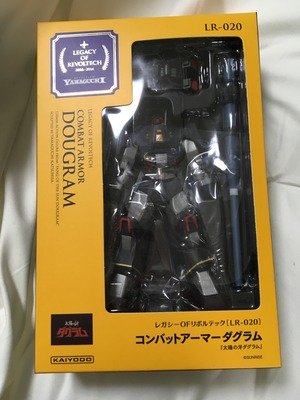 LR-020
LEGACY
OF
REVOLTECH
2006-2014
YAMAGUCHI
LEGACY OF REVOLTECH
COMBAT ARMOR
DOUGRAM
太陽の牙
ダグラム
KAIYODO
レガシーOFリボルテック[LR-020]
コンバットアーマーダグラム
「太陽の牙ダグラム」
©SUNRISE